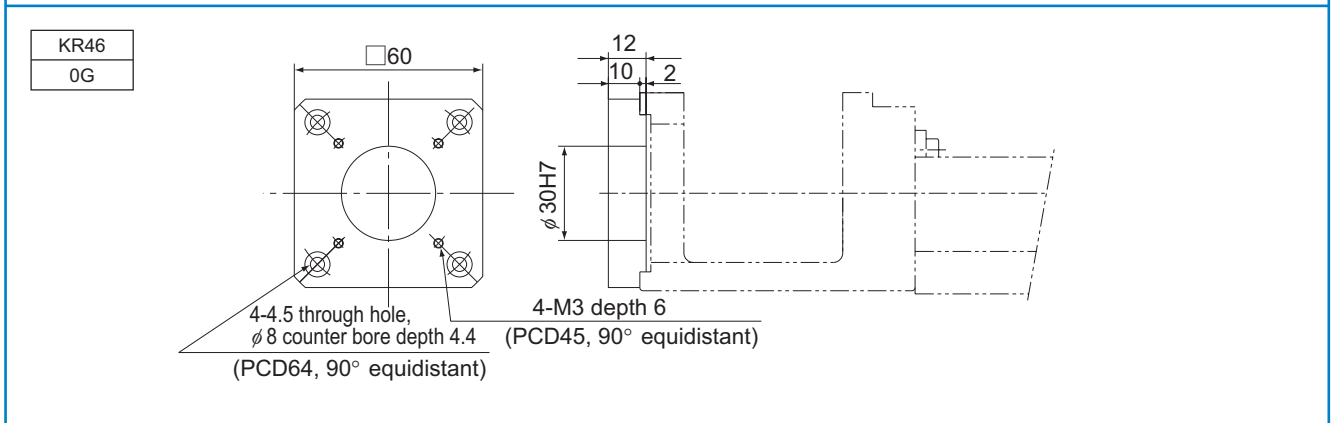 KR46
0G
□60
12
10
2
φ30H7
4-4.5 through hole,
φ8 counter bore depth 4.4
(PCD64, 90° equidistant)
4-M3 depth 6
(PCD45, 90° equidistant)